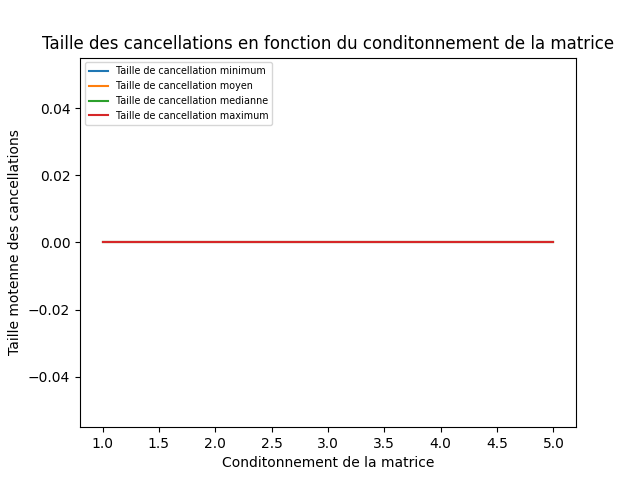 Taille des cancellations en fonction du conditonnement de la matrice
Taille de cancellation minimum
Taille de cancellation moyen
Taille de cancellation medianne
Taille de cancellation maximum
Taille motenne des cancellations
0.04
0.02
0.00
−0.02
−0.04
1.0 1.5 2.0 2.5 3.0 3.5 4.0 4.5 5.0
Conditonnement de la matrice